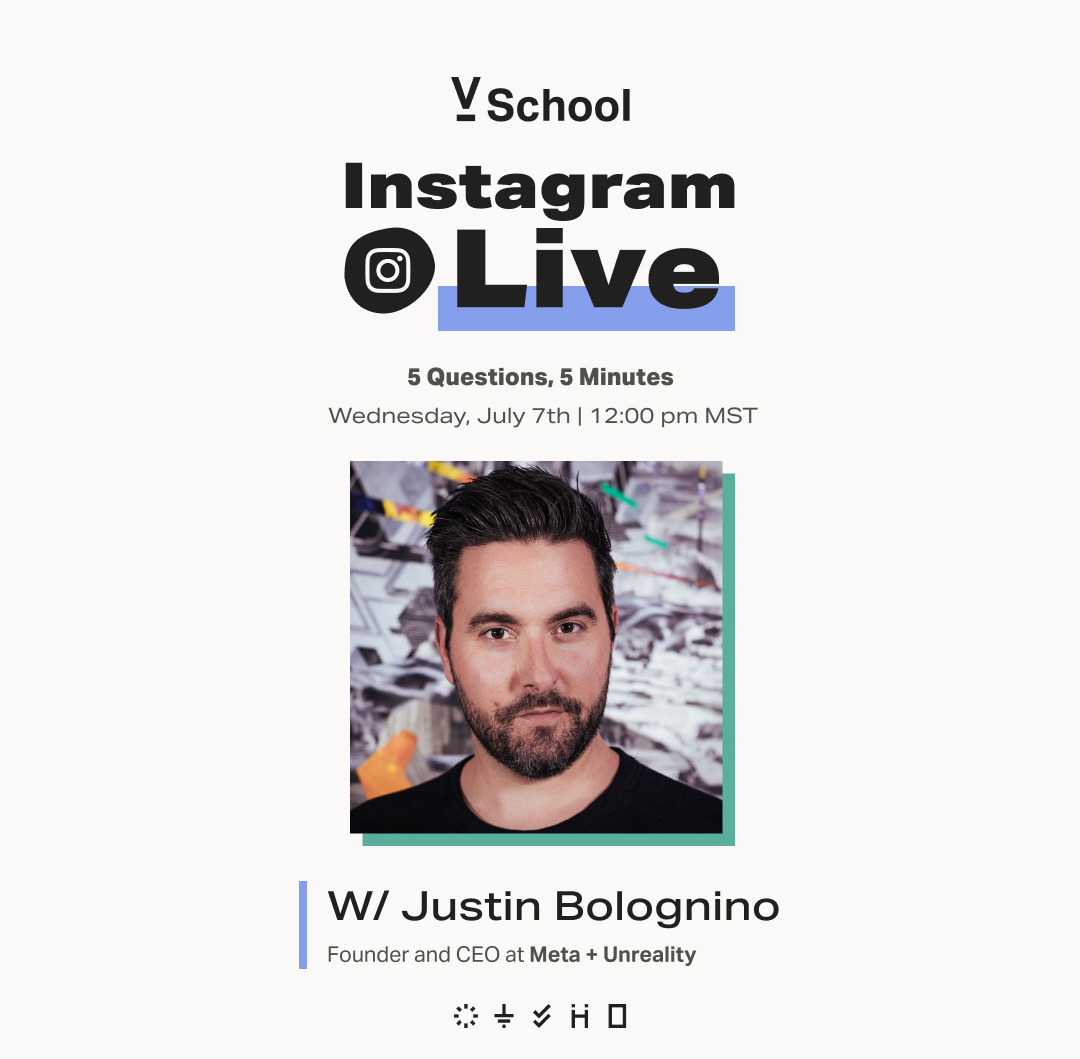 V School
Instagram
Live
5 Questions, 5 Minutes
Wednesday, July 7th | 12:00 pm MST
W/ Justin Bolognino
Founder and CEO at Meta + Unreality